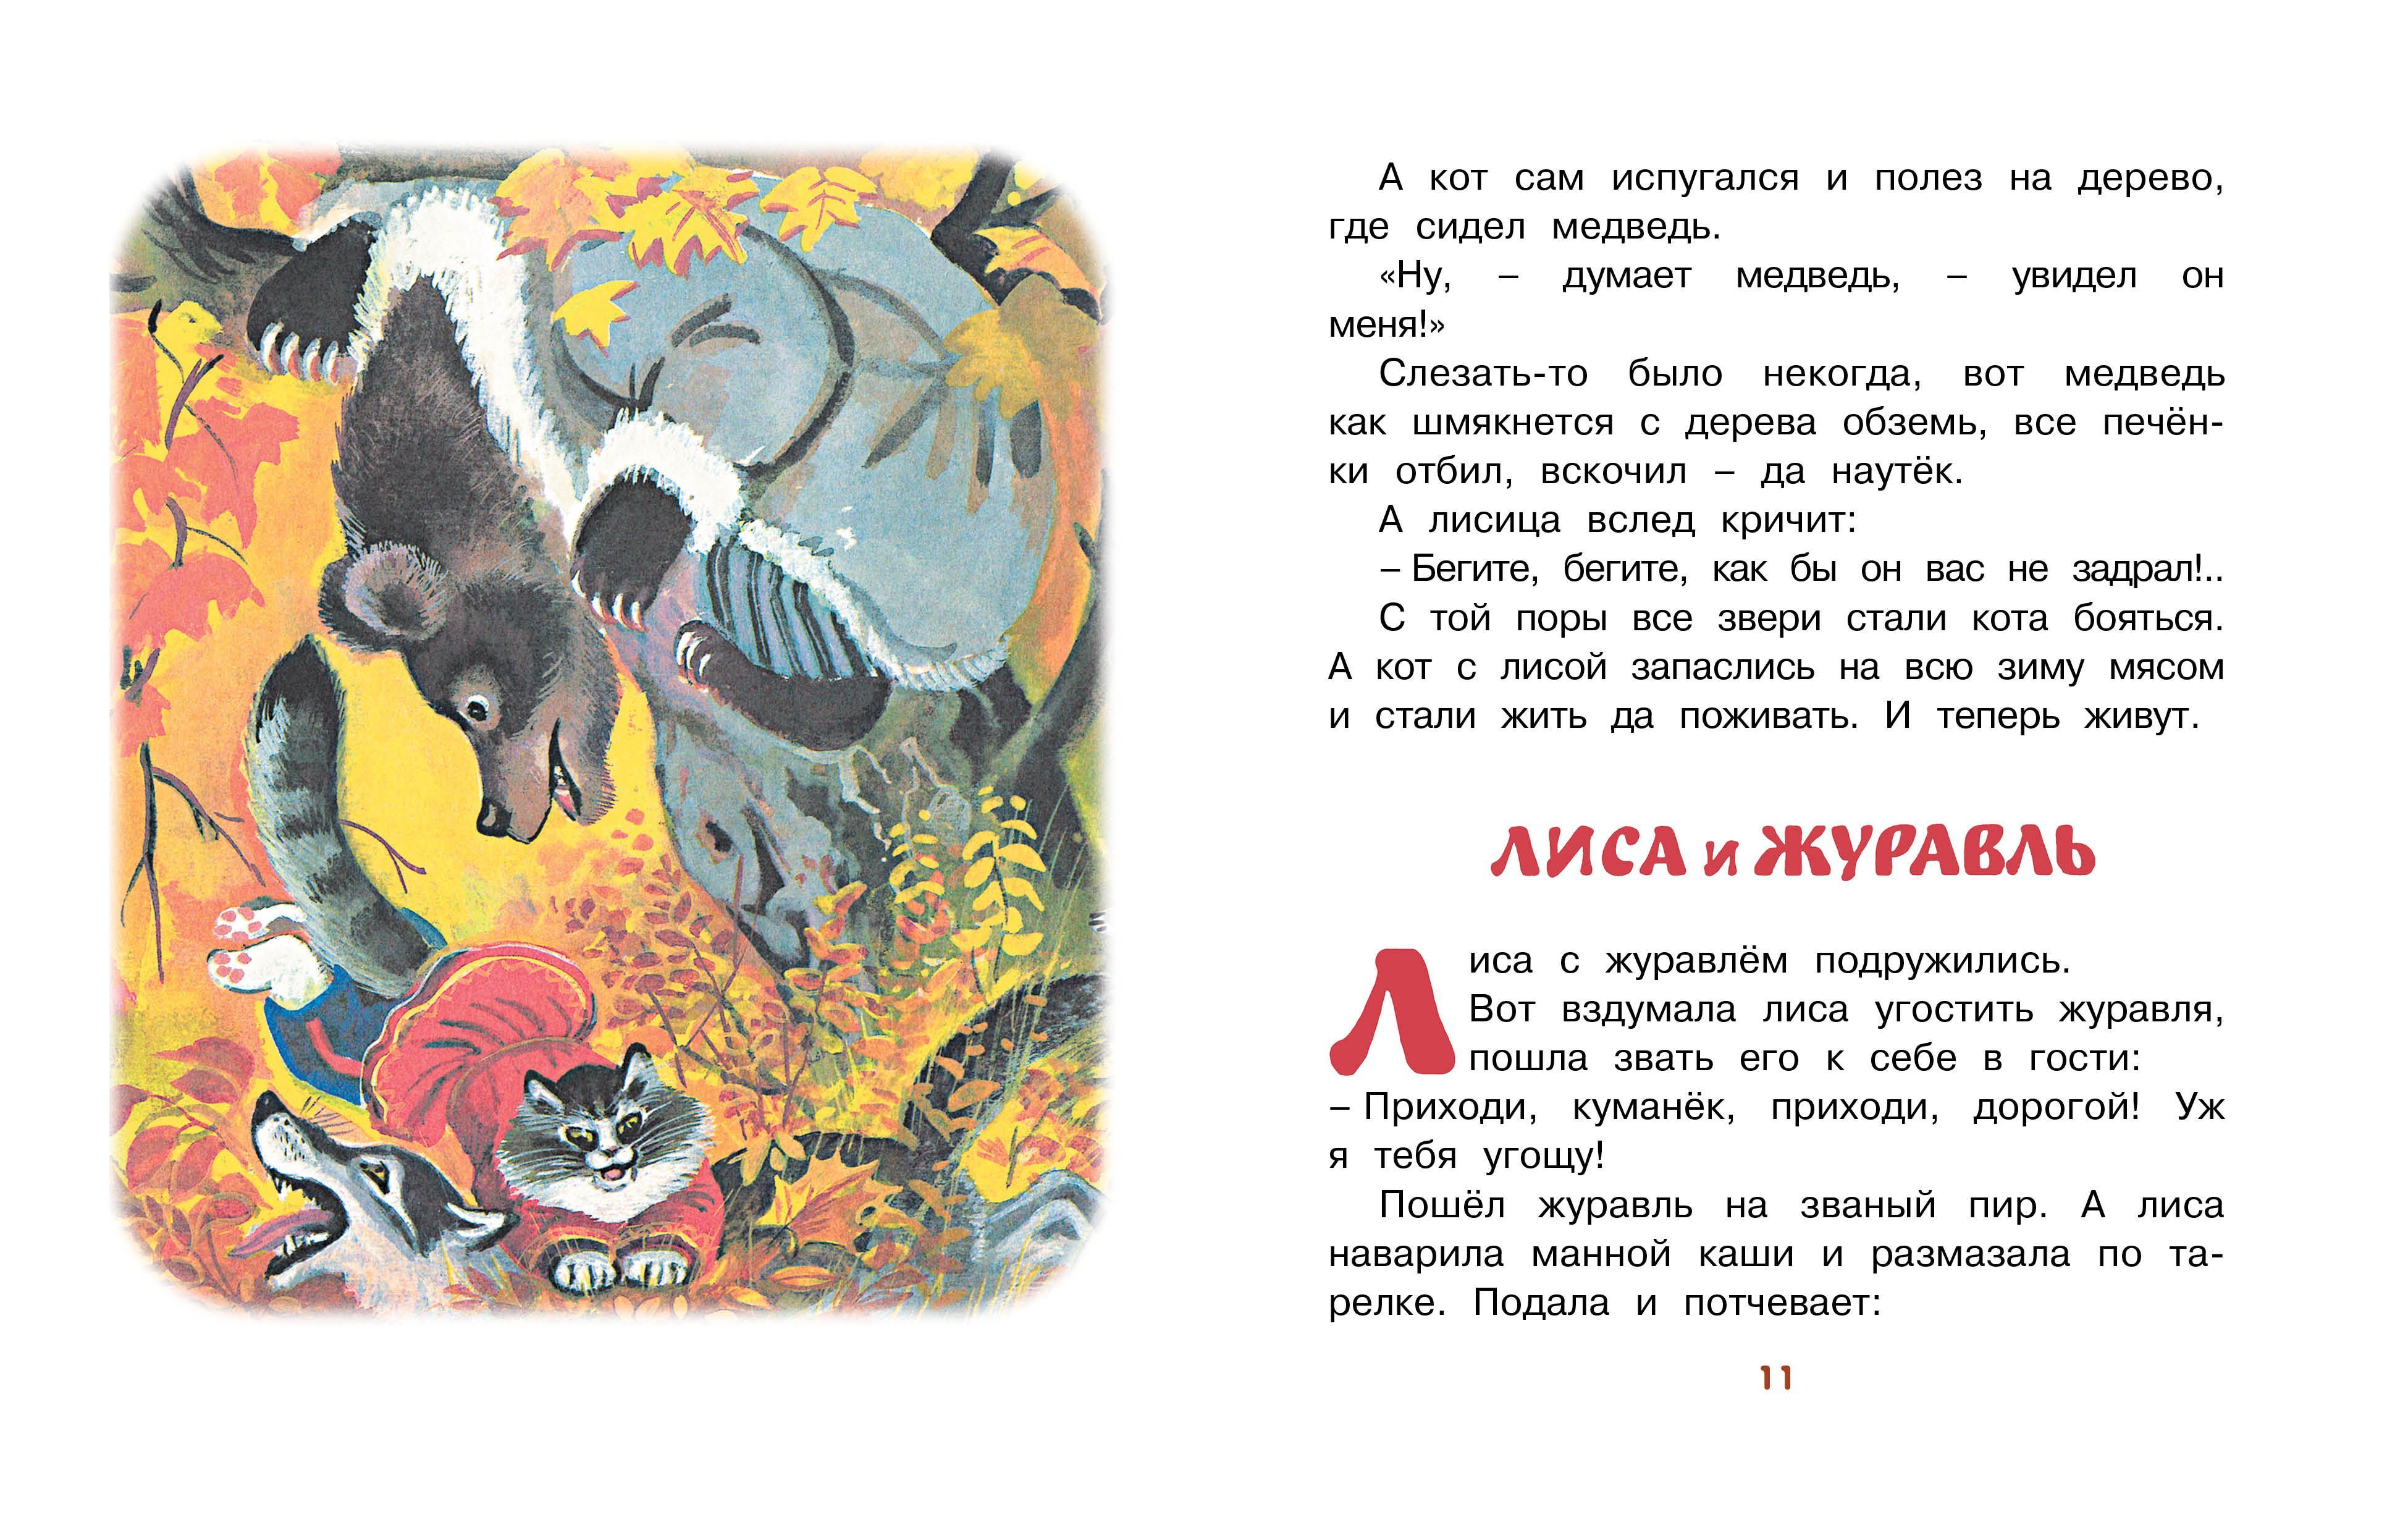 А кот сам испугался и полез на дерево,
где сидел медведь.
«Ну, – думает медведь, – увидел он
меня!»
Слезать-то было некогда, вот медведь
как шмякнется с дерева обземь, все печён-
ки отбил, вскочил – да наутёк.
А лисица вслед кричит:
– Бегите, бегите, как бы он вас не задрал!..
С той поры все звери стали кота бояться.
А кот с лисой запаслись на всю зиму мясом
и стали жить да поживать. И теперь живут.
ЛИСА и ЖУРАВЛЬ
Лиса с журавлём подружились.
Вот вздумала лиса угостить журавля,
пошла звать его к себе в гости:
– Приходи, куманёк, приходи, дорогой! Уж
я тебя угощу!
Пошёл журавль на званый пир. А лиса
наварила манной каши и размазала по та-
релке. Подала и потчевает:
11